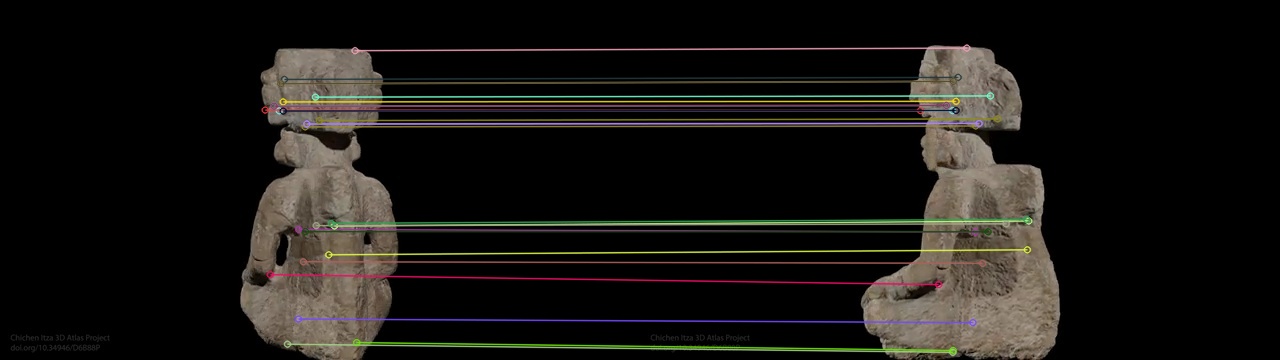 Chichen Itza 3D Atlas Project
doi.org/10.34946/D6888P
Chichen Itza 3D Atlas Project